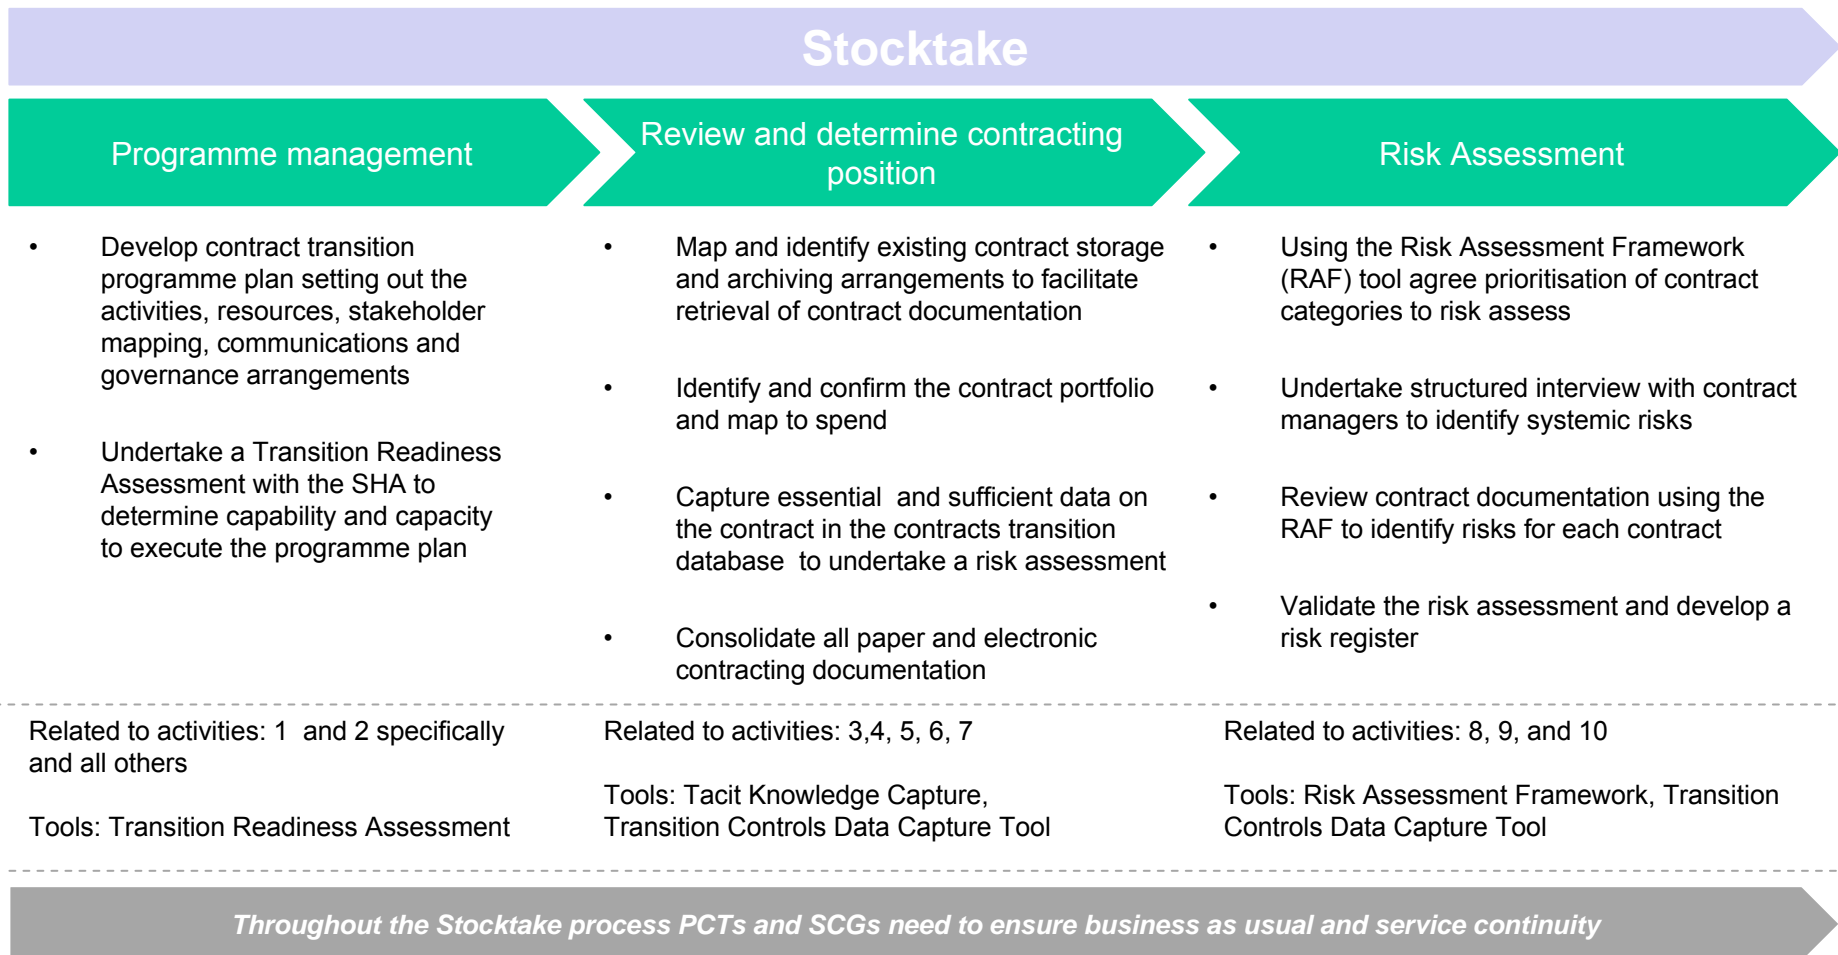 Stocktake
Programme management
Review and determine contracting
position
Risk Assessment
• Develop contract transition
programme plan setting out the
activities, resources, stakeholder
mapping, communications and
governance arrangements
• Undertake a Transition Readiness
Assessment with the SHA to
determine capability and capacity
to execute the programme plan
• Map and identify existing contract storage
and archiving arrangements to facilitate
retrieval of contract documentation
• Identify and confirm the contract portfolio
and map to spend
• Capture essential  and sufficient data on
the contract in the contracts transition
database  to undertake a risk assessment
• Consolidate all paper and electronic
contracting documentation
• Using the Risk Assessment Framework
(RAF) tool agree prioritisation of contract
categories to risk assess
• Undertake structured interview with contract
managers to identify systemic risks
• Review contract documentation using the
RAF to identify risks for each contract
• Validate the risk assessment and develop a
risk register
Related to activities: 1  and 2 specifically
and all others
Tools: Transition Readiness Assessment
Related to activities: 3,4, 5, 6, 7
Tools: Tacit Knowledge Capture,
Transition Controls Data Capture Tool
Related to activities: 8, 9, and 10
Tools: Risk Assessment Framework, Transition
Controls Data Capture Tool
Throughout the Stocktake process PCTs and SCGs need to ensure business as usual and service continuity